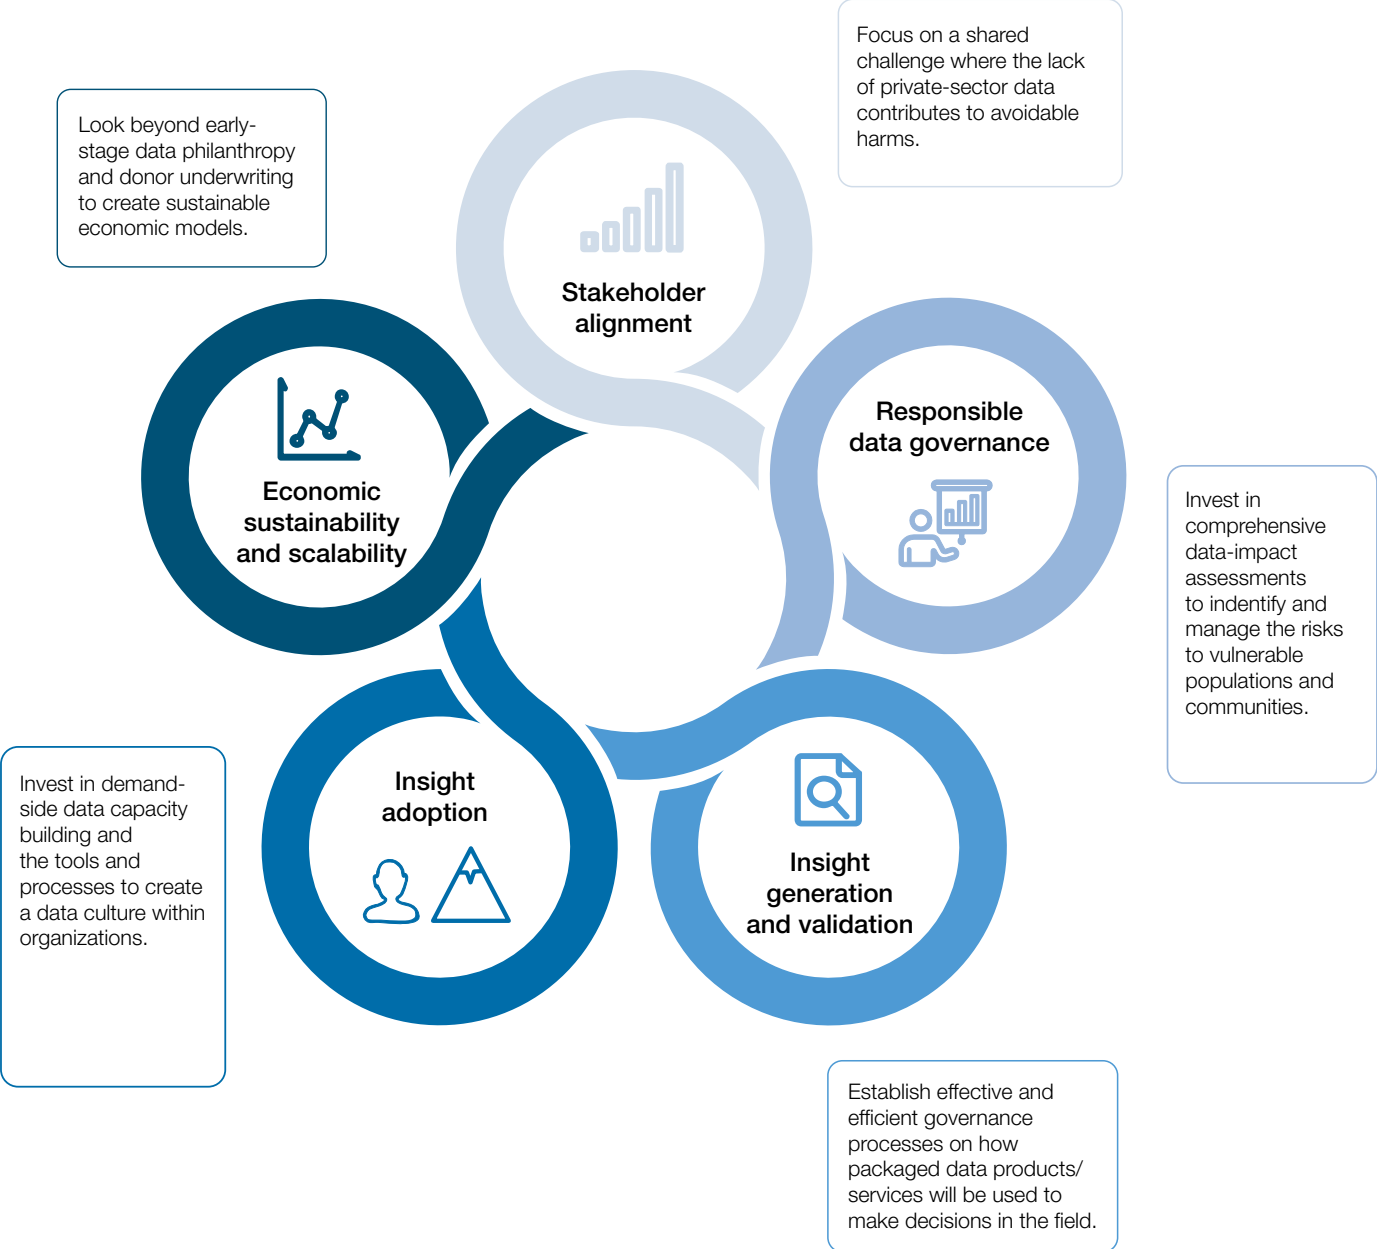 Focus on a shared
challenge where the lack
of private-sector data
contributes to avoidable
harms.
Look beyond early-
stage data philanthropy
and donor underwriting
to create sustainable
economic models.
Stakeholder
alignment
Responsible
data governance
Economic
sustainability
and scalability
Invest in
comprehensive
data-impact
assessments
to indentify and
manage the risks
to vulnerable
populations and
communities.
Insight
adoption
Invest in demand-
side data capacity
building and
the tools and
processes to create
a data culture within
organizations.
Insight
generation
and validation
Establish effective and
efficient governance
processes on how
packaged data products/
services will be used to
make decisions in the field.